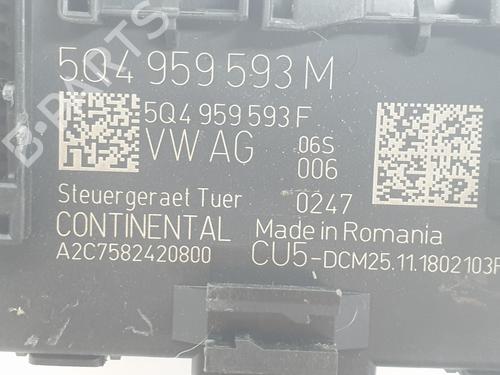 5Q4 959 593 M
5Q4 959 593 F
VW AG
06S
006
Steuergeraet Tuer
0247
CONTINENTAL
Made in Romania
A2C7582420800
CU5-DCM25.11.1802103F
B-PARTS